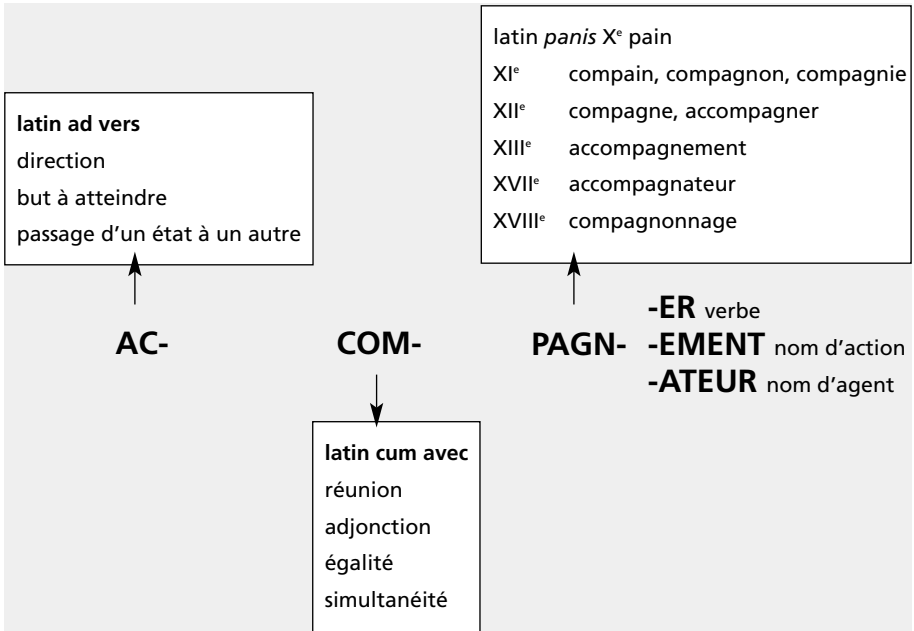 latin panis Xᵉ pain
XIᵉ compain, compagnon, compagnie
XIIᵉ compagne, accompagner
XIIIᵉ accompagnement
XVIIᵉ accompagnateur
XVIIIᵉ compagnonnage
latin ad vers
direction
but à atteindre
passage d'un état à un autre
AC-
COM-
PAGN-
-ER verbe
-EMENT nom d'action
-ATEUR nom d'agent
latin cum avec
réunion
adjonction
égalité
simultanéité